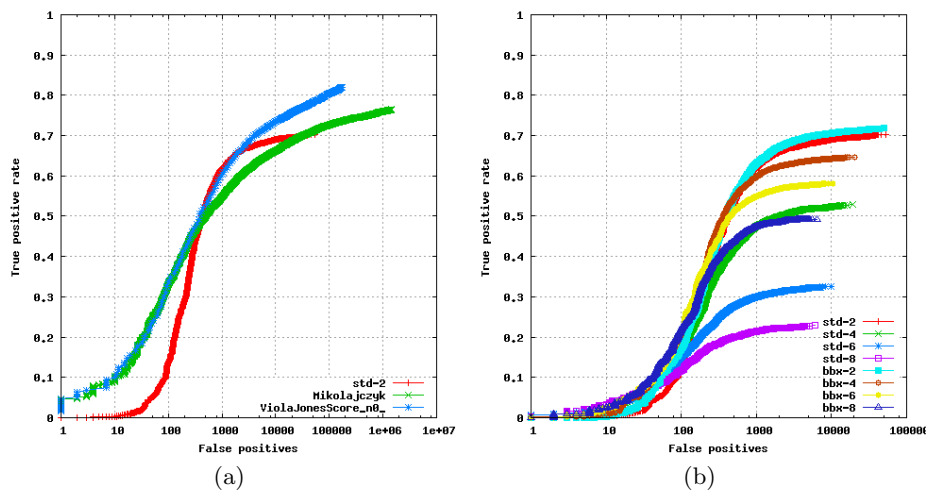 1
0.9
0.8
0.7
0.6
0.5
0.4
0.3
0.2
0.1
0
True positive rate
1 10 100 1000 10000 100000 1e+06 1e+07
False positives
std-2
Mikolajczyk
ViolaJonesScore_n0_
(a)
1
0.9
0.8
0.7
0.6
0.5
0.4
0.3
0.2
0.1
0
True positive rate
1 10 100 1000 10000 100000
False positives
std-2
std-4
std-6
std-8
bbx-2
bbx-4
bbx-6
bbx-8
(b)